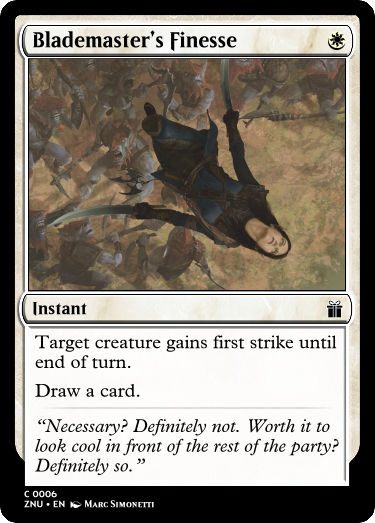 Blademaster's Finesse
Instant
Target creature gains first strike until
end of turn.
Draw a card.
"Necessary? Definitely not. Worth it to
look cool in front of the rest of the party?
Definitely so."
C 0006
ZNU • EN Marc Simonetti